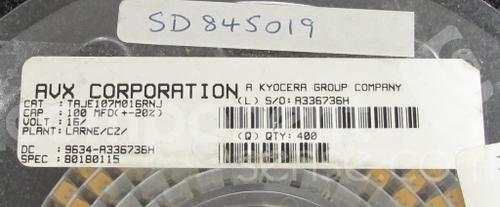 SD845019
AVX CORPORATION A KYOCERA GROUP COMPANY
CAT : TAJE107M016RNJ (L) S/O: A336736H
CAP : 100 MFD(+-20%)
VOLT : 16/
PLANT: LARNE/CZ/ (Q) QTY: 400
DC : 9634-A336736H
SPEC : 80180115